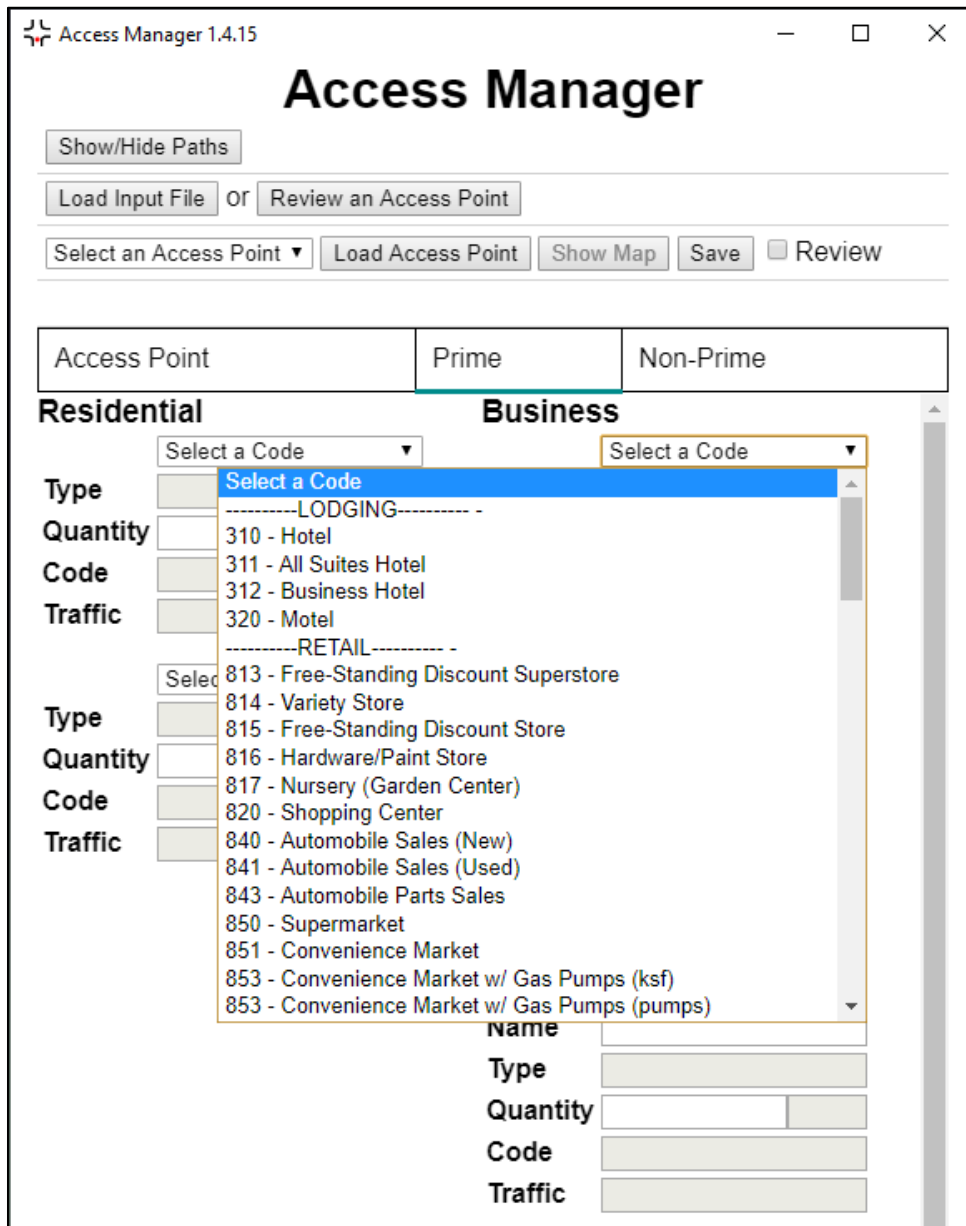 Access Manager 1.4.15
Access Manager
Show/Hide Paths
Load Input File or Review an Access Point
Select an Access Point Load Access Point Show Map Save Review
Access Point Prime Non-Prime
Residential Business
Select a Code Select a Code
Type
Quantity
Code
Traffic
Selec
Type
Quantity
Code
Traffic
Select a Code
----------LODGING---------- -
310 - Hotel
311 - All Suites Hotel
312 - Business Hotel
320 - Motel
----------RETAIL---------- -
813 - Free-Standing Discount Superstore
814 - Variety Store
815 - Free-Standing Discount Store
816 - Hardware/Paint Store
817 - Nursery (Garden Center)
820 - Shopping Center
840 - Automobile Sales (New)
841 - Automobile Sales (Used)
843 - Automobile Parts Sales
850 - Supermarket
851 - Convenience Market
853 - Convenience Market w/ Gas Pumps (ksf)
853 - Convenience Market w/ Gas Pumps (pumps)
Name
Type
Quantity
Code
Traffic